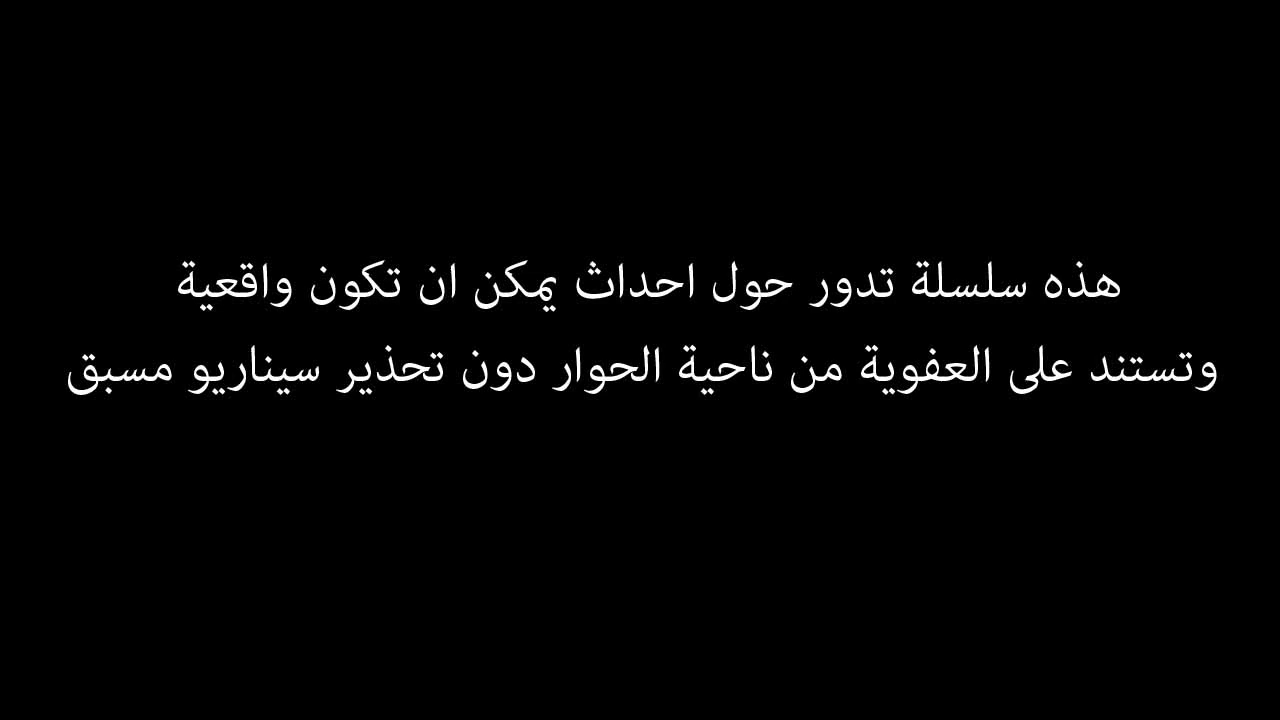 هذه سلسلة تدور حول احداث يمكن ان تكون واقعية
وتستند على العفوية من ناحية الحوار دون تحذير سيناريو مسبق